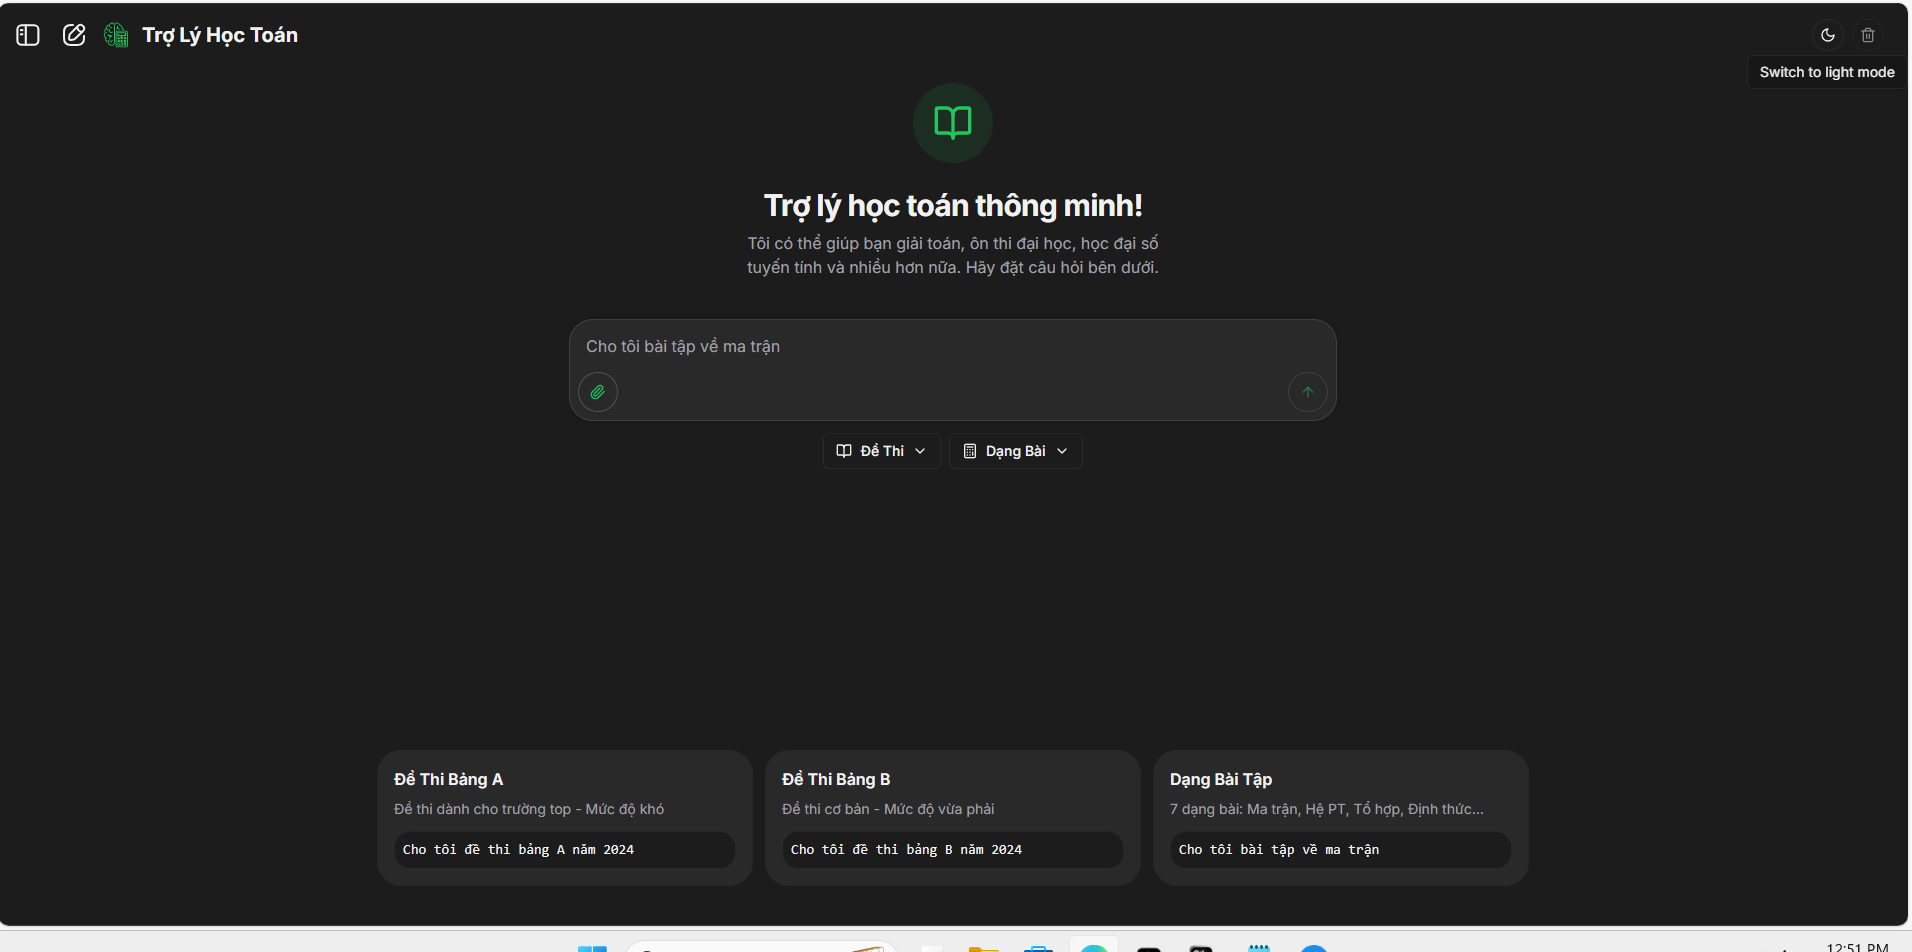 Trợ Lý Học Toán
Switch to light mode
Trợ lý học toán thông minh!
Tôi có thể giúp bạn giải toán, ôn thi đại học, học đại số
tuyến tính và nhiều hơn nữa. Hãy đặt câu hỏi bên dưới.
Cho tôi bài tập về ma trận
Đề Thi
Dạng Bài
Đề Thi Bảng A
Đề thi dành cho trường top - Mức độ khó
Cho tôi đề thi bảng A năm 2024
Đề Thi Bảng B
Đề thi cơ bản - Mức độ vừa phải
Cho tôi đề thi bảng B năm 2024
Dạng Bài Tập
7 dạng bài: Ma trận, Hệ PT, Tổ hợp, Định thức...
Cho tôi bài tập về ma trận
12:51 PM